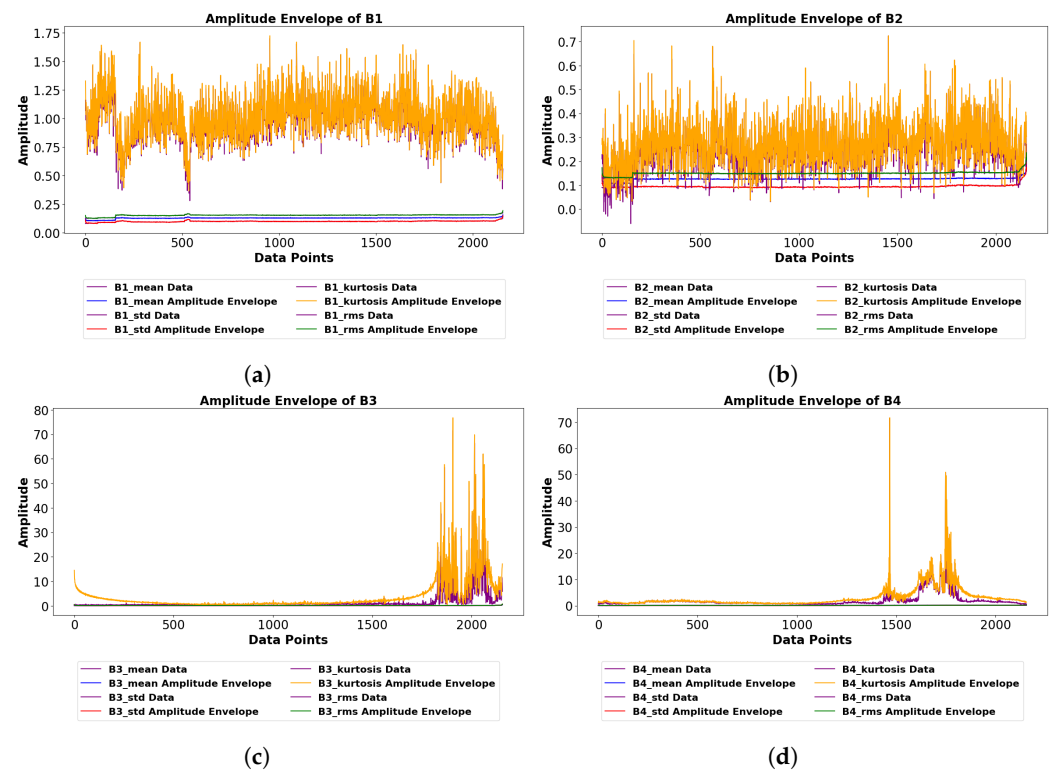 Amplitude Envelope of B1
1.75
1.50
1.25
1.00
0.75
0.50
0.25
0.00
Amplitude
0 500 1000 1500 2000
Data Points
B1_mean Data B1_kurtosis Data
B1_mean Amplitude Envelope B1_kurtosis Amplitude Envelope
B1_std Data B1_rms Data
B1_std Amplitude Envelope B1_rms Amplitude Envelope
(a)
Amplitude Envelope of B2
0.7
0.6
0.5
0.4
0.3
0.2
0.1
0.0
Amplitude
0 500 1000 1500 2000
Data Points
B2_mean Data B2_kurtosis Data
B2_mean Amplitude Envelope B2_kurtosis Amplitude Envelope
B2_std Data B2_rms Data
B2_std Amplitude Envelope B2_rms Amplitude Envelope
(b)
Amplitude Envelope of B3
80
70
60
50
40
30
20
10
0
Amplitude
0 500 1000 1500 2000
Data Points
B3_mean Data B3_kurtosis Data
B3_mean Amplitude Envelope B3_kurtosis Amplitude Envelope
B3_std Data B3_rms Data
B3_std Amplitude Envelope B3_rms Amplitude Envelope
(c)
Amplitude Envelope of B4
70
60
50
40
30
20
10
0
Amplitude
0 500 1000 1500 2000
Data Points
B4_mean Data B4_kurtosis Data
B4_mean Amplitude Envelope B4_kurtosis Amplitude Envelope
B4_std Data B4_rms Data
B4_std Amplitude Envelope B4_rms Amplitude Envelope
(d)